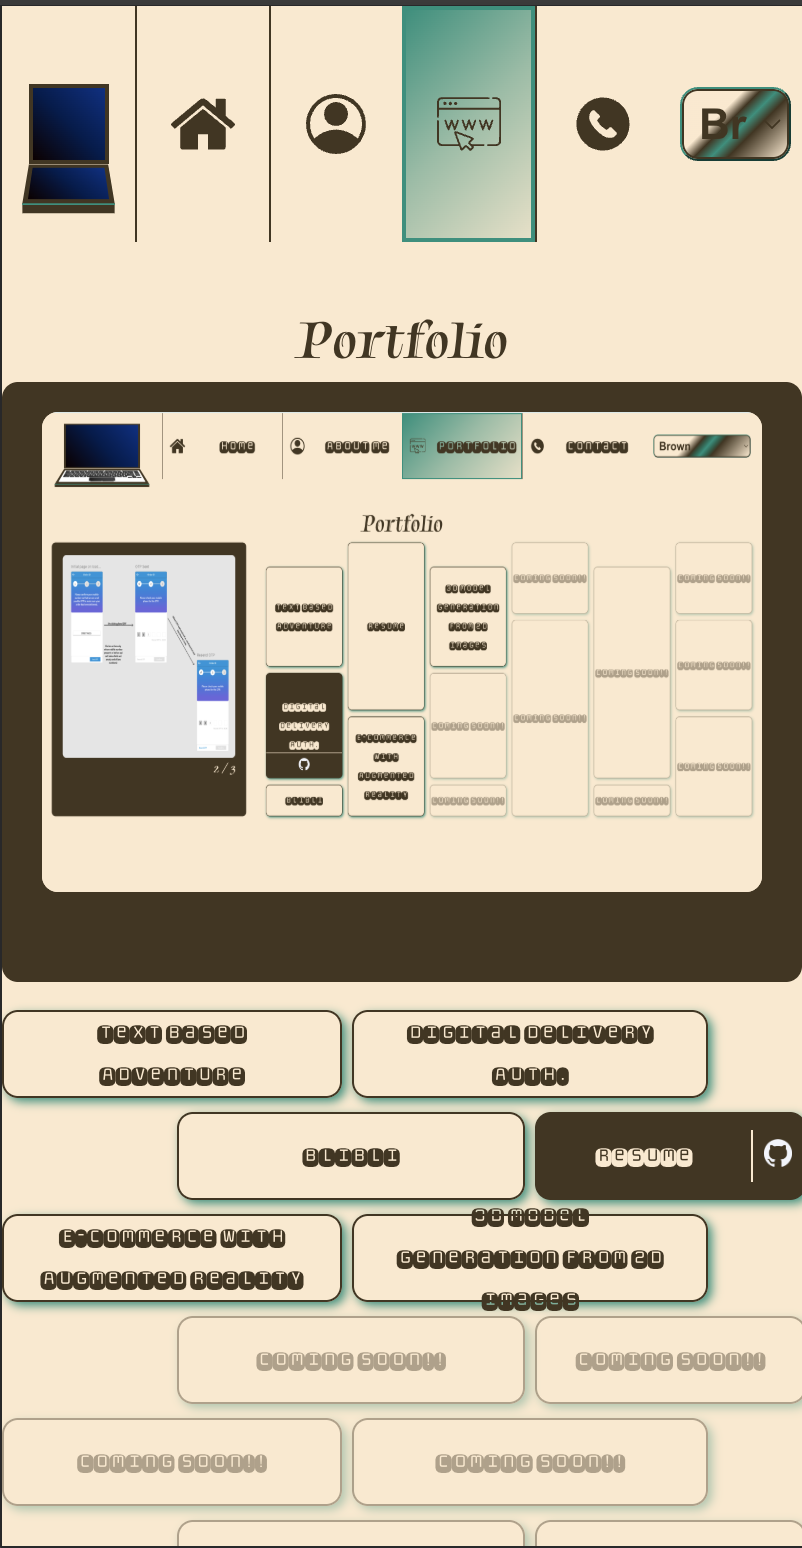 www
Br
Portfolio
HOME
ABOUT ME
PORTFOLIO
CONTACT
Brown
Portfolio
TEXT BASED
ADVENTURE
RESUME
3D MODEL
GENERATION
FROM 2D
IMAGES
COMING SOON!!
COMING SOON!!
COMING SOON!!
COMING SOON!!
COMING SOON!!
DIGITAL
DELIVERY
AUTH.
E-COMMERCE
WITH
AUGMENTED
REALITY
COMING SOON!!
COMING SOON!!
2/3
BLIBLI
COMING SOON!!
COMING SOON!!
TEXT BASED
ADVENTURE
DIGITAL DELIVERY
AUTH.
BLIBLI
RESUME
E-COMMERCE WITH
AUGMENTED REALITY
3D MODEL
GENERATION FROM 2D
IMAGES
COMING SOON!!
COMING SOON!!
COMING SOON!!
COMING SOON!!